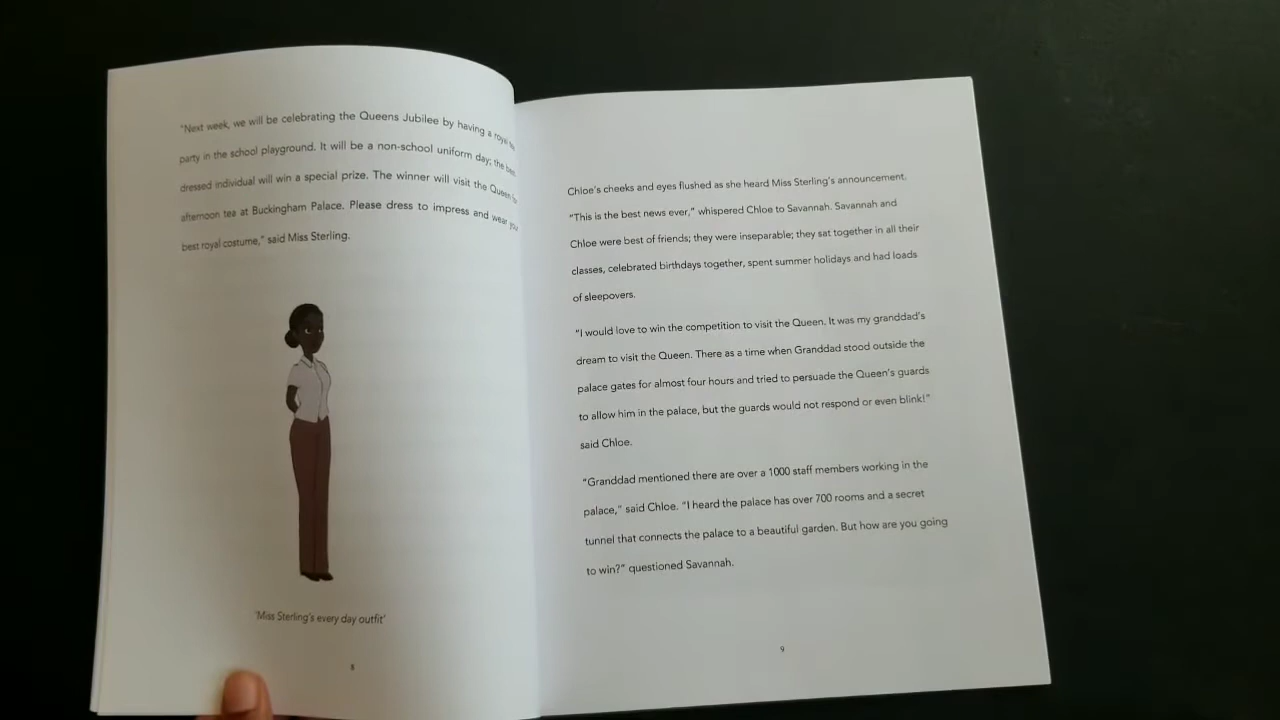 "Next week, we will be celebrating the Queens Jubilee by having a royal
party in the school playground. It will be a non-school uniform day; the best
dressed individual will win a special prize. The winner will visit the Queen
afternoon tea at Buckingham Palace. Please dress to impress and wear
best royal costume," said Miss Sterling.
'Miss Sterling's every day outfit'
8
Chloe's cheeks and eyes flushed as she heard Miss Sterling's announcement.
"This is the best news ever," whispered Chloe to Savannah. Savannah and
Chloe were best of friends; they were inseparable; they sat together in all their
classes, celebrated birthdays together, spent summer holidays and had loads
of sleepovers.
"I would love to win the competition to visit the Queen. It was my granddad's
dream to visit the Queen. There as a time when Granddad stood outside the
palace gates for almost four hours and tried to persuade the Queen's guards
to allow him in the palace, but the guards would not respond or even blink!"
said Chloe.
"Granddad mentioned there are over a 1000 staff members working in the
palace," said Chloe. "I heard the palace has over 700 rooms and a secret
tunnel that connects the palace to a beautiful garden. But how are you going
to win?" questioned Savannah.
9